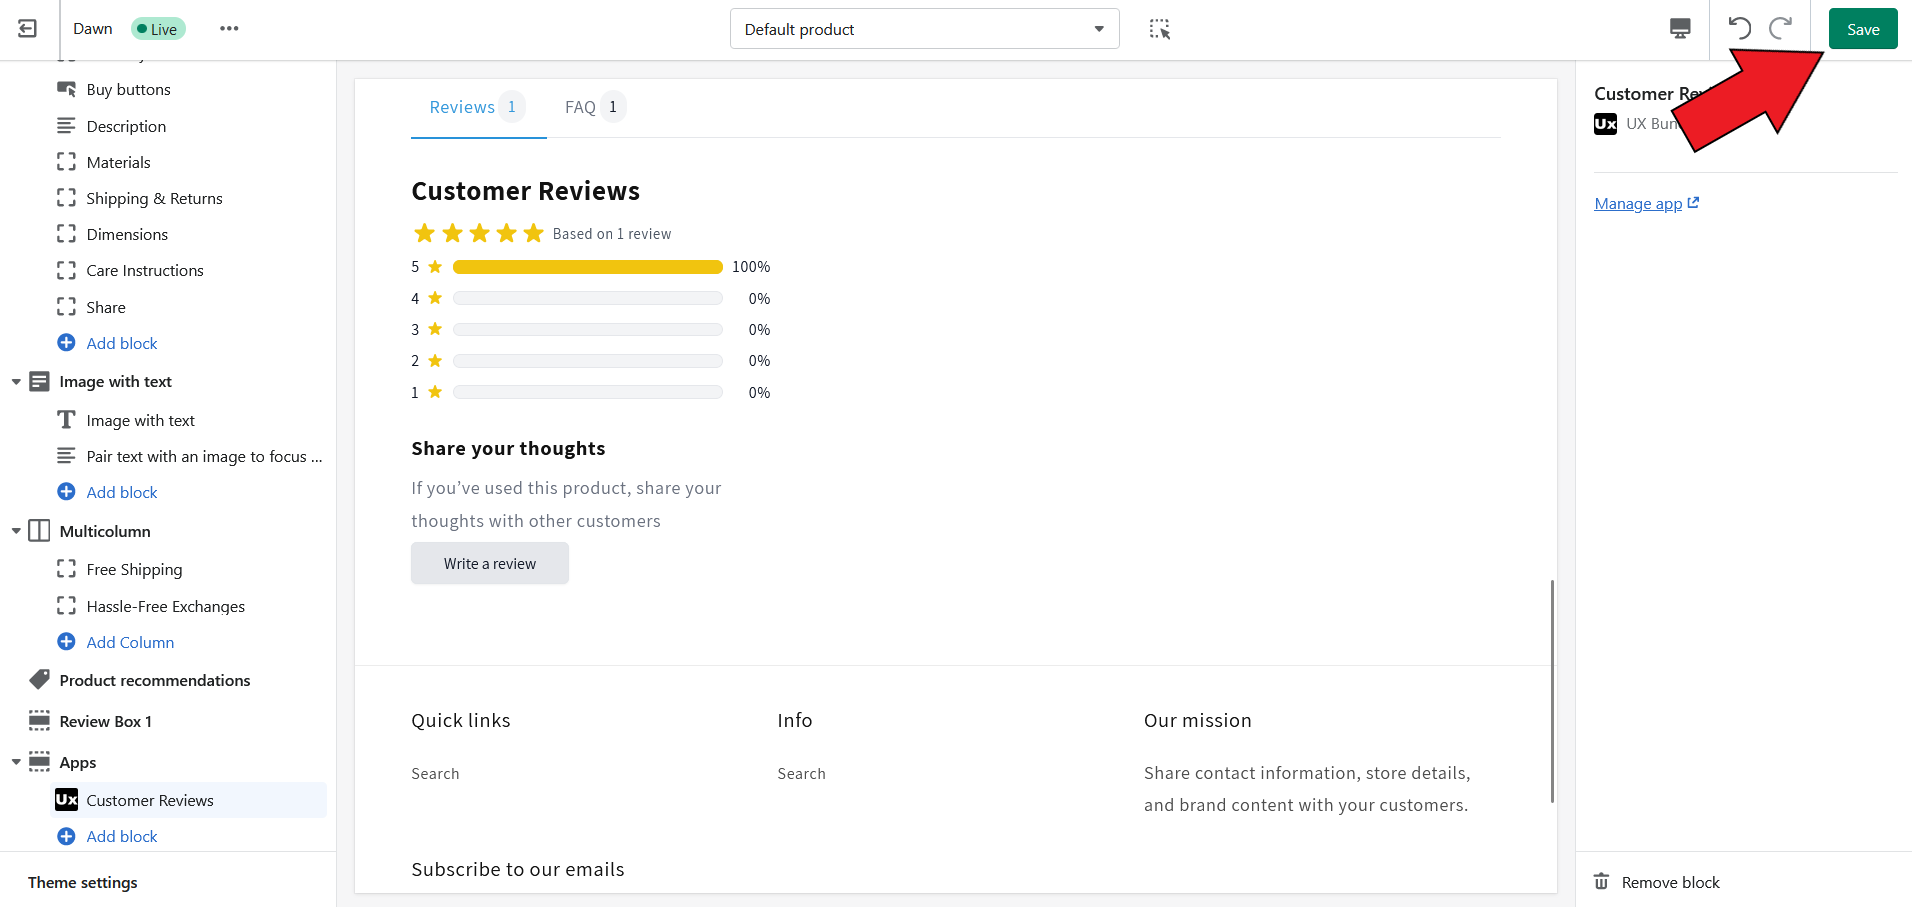 Dawn
Live
Default product
Save
Buy buttons
Description
Materials
Shipping & Returns
Dimensions
Care Instructions
Share
Add block
Image with text
Image with text
Pair text with an image to focus ...
Add block
Multicolumn
Free Shipping
Hassle-Free Exchanges
Add Column
Product recommendations
Review Box 1
Apps
Ux Customer Reviews
Add block
Theme settings
Reviews 1 FAQ 1
Customer Reviews
Based on 1 review
5 100%
4 0%
3 0%
2 0%
1 0%
Share your thoughts
If you’ve used this product, share your
thoughts with other customers
Write a review
Quick links
Search
Info
Search
Our mission
Share contact information, store details,
and brand content with your customers.
Subscribe to our emails
Customer
Ux UX
Manage app
Remove block